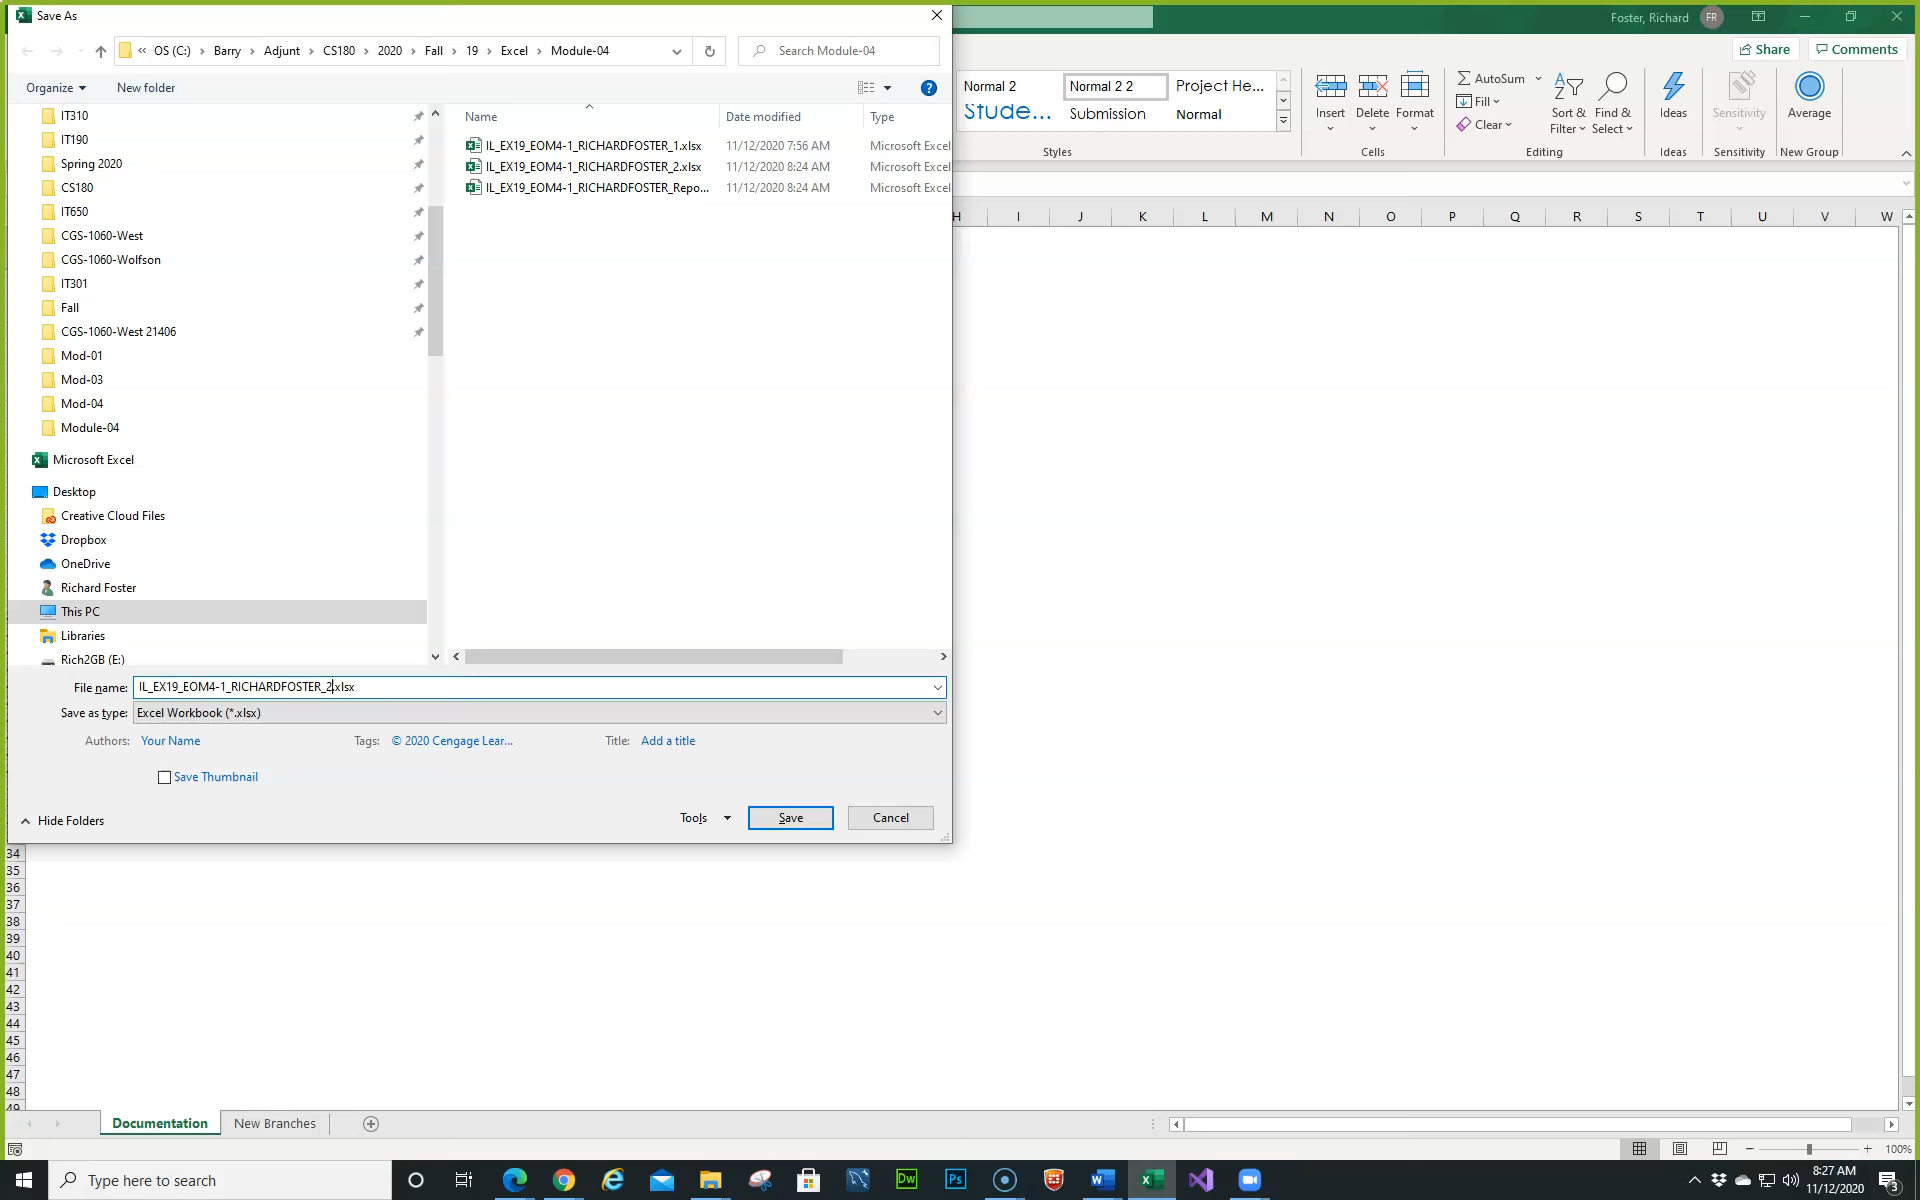 Save As
Foster, Richard FR
« OS (C:) › Barry › Adjunt › CS180 › 2020 › Fall › 19 › Excel › Module-04
Search Module-04
Share
Comments
Organize
New folder
IT310
IT190
Spring 2020
CS180
IT650
CGS-1060-West
CGS-1060-Wolfson
IT301
Fall
CGS-1060-West 21406
Mod-01
Mod-03
Mod-04
Module-04
Microsoft Excel
Desktop
Creative Cloud Files
Dropbox
OneDrive
Richard Foster
This PC
Libraries
Rich2GB (E:)
Name Date modified Type
IL_EX19_EOM4-1_RICHARDFOSTER_1.xlsx 11/12/2020 7:56 AM Microsoft Excel
IL_EX19_EOM4-1_RICHARDFOSTER_2.xlsx 11/12/2020 8:24 AM Microsoft Excel
IL_EX19_EOM4-1_RICHARDFOSTER_Repo... 11/12/2020 8:24 AM Microsoft Excel
File name: IL_EX19_EOM4-1_RICHARDFOSTER_2.xlsx
Save as type: Excel Workbook (*.xlsx)
Authors: Your Name Tags: © 2020 Cengage Lear... Title: Add a title
Save Thumbnail
Hide Folders
Tools
Save
Cancel
Normal 2 Normal 2 2 Project He...
Stude... Submission Normal
Styles
Insert Delete Format
Cells
AutoSum
Fill
Clear
Sort & Filter
Find & Select
Editing
Ideas
Ideas
Sensitivity
Sensitivity
Average
New Group
H I J K L M N O P Q R S T U V W
34
35
36
37
38
39
40
41
42
43
44
45
46
47
48
49
Documentation New Branches
100%
Type here to search
Dw
Ps
8:27 AM
11/12/2020
3